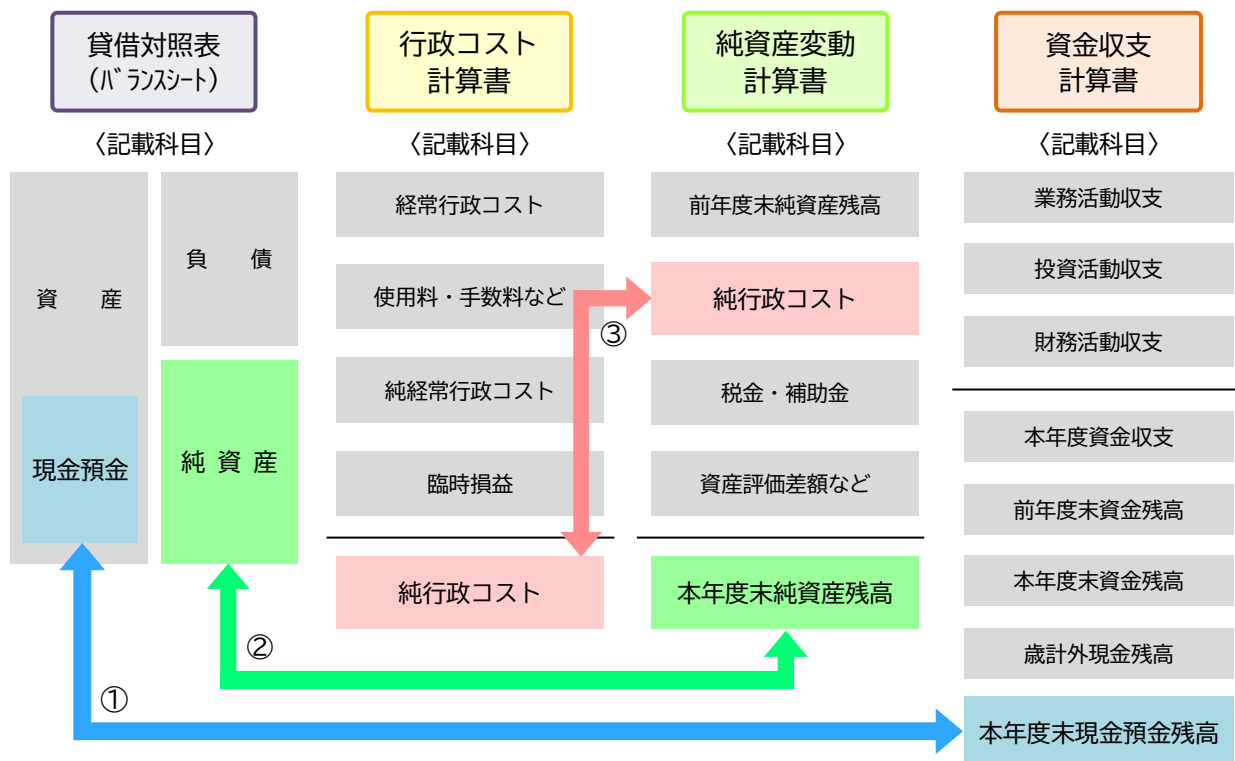 貸借対照表
(バランスシート)
行政コスト
計算書
純資産変動
計算書
資金収支
計算書
〈記載科目〉
〈記載科目〉
〈記載科目〉
〈記載科目〉
資　産
現金預金
負　債
純資産
経常行政コスト
使用料・手数料など
純経常行政コスト
臨時損益
純行政コスト
前年度末純資産残高
純行政コスト
税金・補助金
資産評価差額など
本年度末純資産残高
業務活動収支
投資活動収支
財務活動収支
本年度資金収支
前年度末資金残高
本年度末資金残高
歳計外現金残高
本年度末現金預金残高
③
②
①